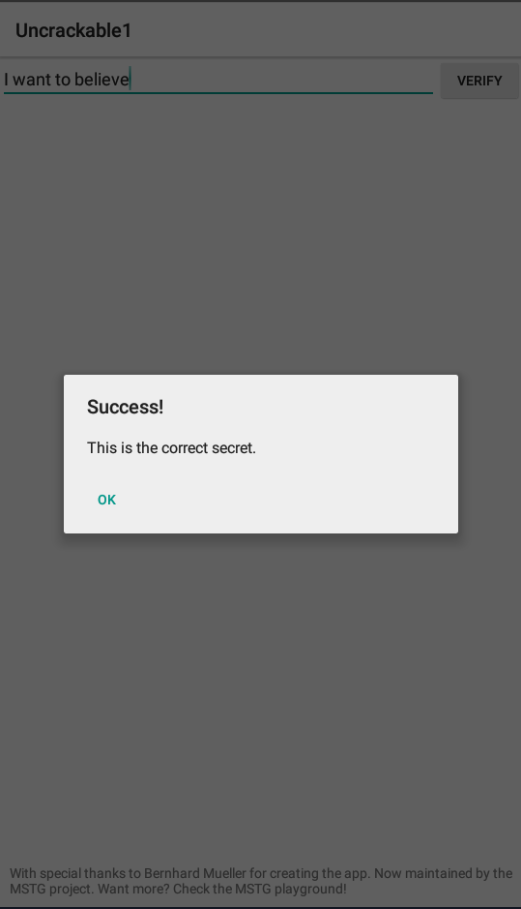 Uncrackable1
I want to believe
VERIFY
Success!
This is the correct secret.
OK
With special thanks to Bernhard Mueller for creating the app. Now maintained by the
MSTG project. Want more? Check the MSTG playground!